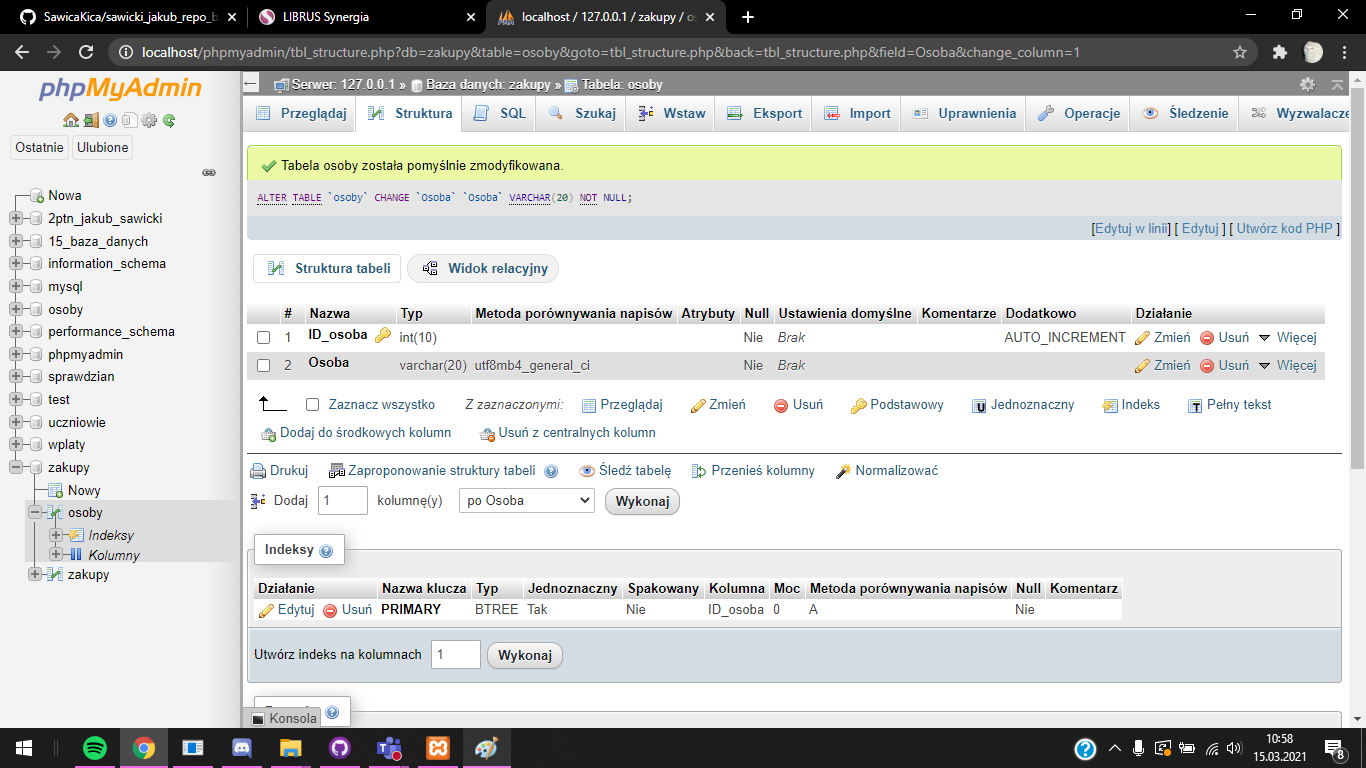 SawicaKica/sawicki_jakub_repo_b
LIBRUS Synergia
localhost / 127.0.0.1 / zakupy / os
localhost/phpmyadmin/tbl_structure.php?db=zakupy&table=osoby&goto=tbl_structure.php&back=tbl_structure.php&field=Osoba&change_column=1
phpMyAdmin
Ostatnie Ulubione
Nowa
2ptn_jakub_sawicki
15_baza_danych
information_schema
mysql
osoby
performance_schema
phpmyadmin
sprawdzian
test
uczniowie
wplaty
zakupy
Nowy
osoby
Indeksy
Kolumny
zakupy
Serwer: 127.0.0.1 » Baza danych: zakupy » Tabela: osoby
Przeglądaj Struktura SQL Szukaj Wstaw Eksport Import Uprawnienia Operacje Śledzenie Wyzwalacze
Tabela osoby została pomyślnie zmodyfikowana.
ALTER TABLE `osoby` CHANGE `Osoba` `Osoba` VARCHAR(20) NOT NULL;
[Edytuj w linii] [ Edytuj ] [ Utwórz kod PHP ]
Struktura tabeli Widok relacyjny
# Nazwa Typ Metoda porównywania napisów Atrybuty Null Ustawienia domyślne Komentarze Dodatkowo Działanie
1 ID_osoba int(10) Nie Brak AUTO_INCREMENT Zmień Usuń Więcej
2 Osoba varchar(20) utf8mb4_general_ci Nie Brak Zmień Usuń Więcej
Zaznacz wszystko Z zaznaczonymi: Przeglądaj Zmień Usuń Podstawowy Jednoznaczny Indeks Pełny tekst
Dodaj do środkowych kolumn Usuń z centralnych kolumn
Drukuj Zaproponowanie struktury tabeli Śledź tabelę Przenieś kolumny Normalizować
Dodaj 1 kolumnę(y) po Osoba Wykonaj
Indeksy
Działanie Nazwa klucza Typ Jednoznaczny Spakowany Kolumna Moc Metoda porównywania napisów Null Komentarz
Edytuj Usuń PRIMARY BTREE Tak Nie ID_osoba 0 A Nie
Utwórz indeks na kolumnach 1 Wykonaj
Konsola
10:58
15.03.2021
8